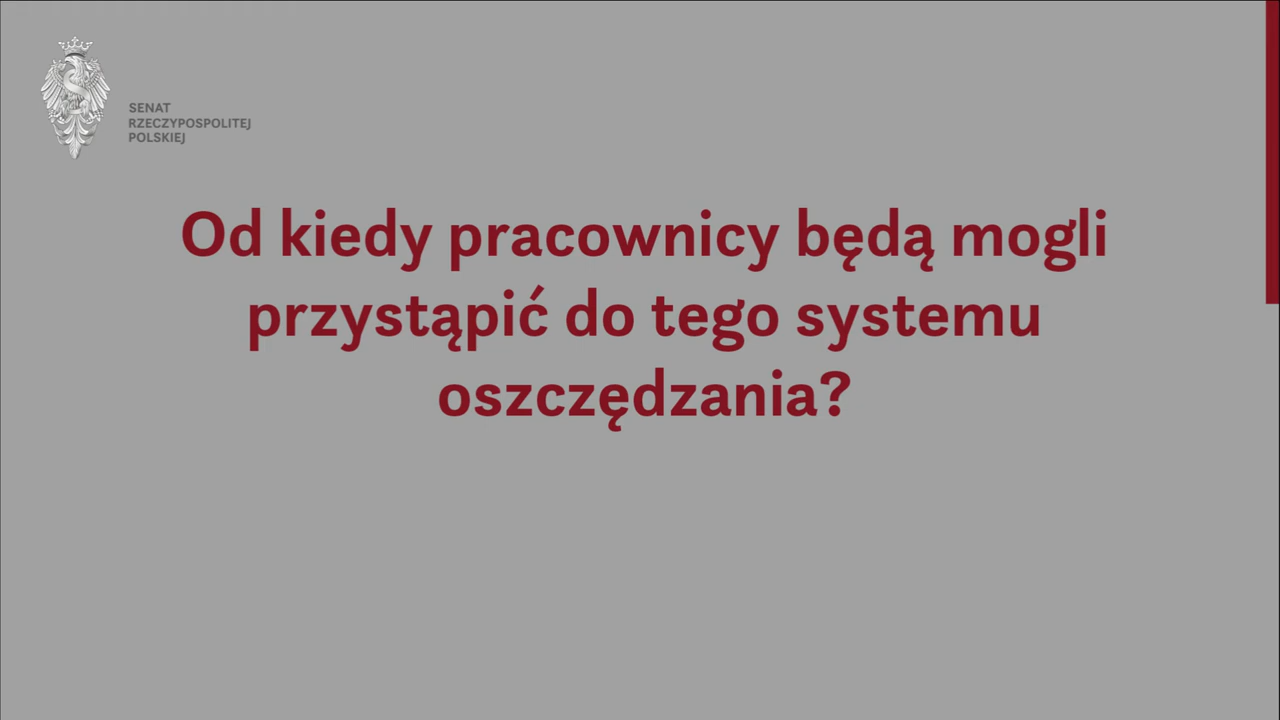 SENAT
RZECZYPOSPOLITEJ
POLSKIEJ
Od kiedy pracownicy będą mogli
przystąpić do tego systemu
oszczędzania?